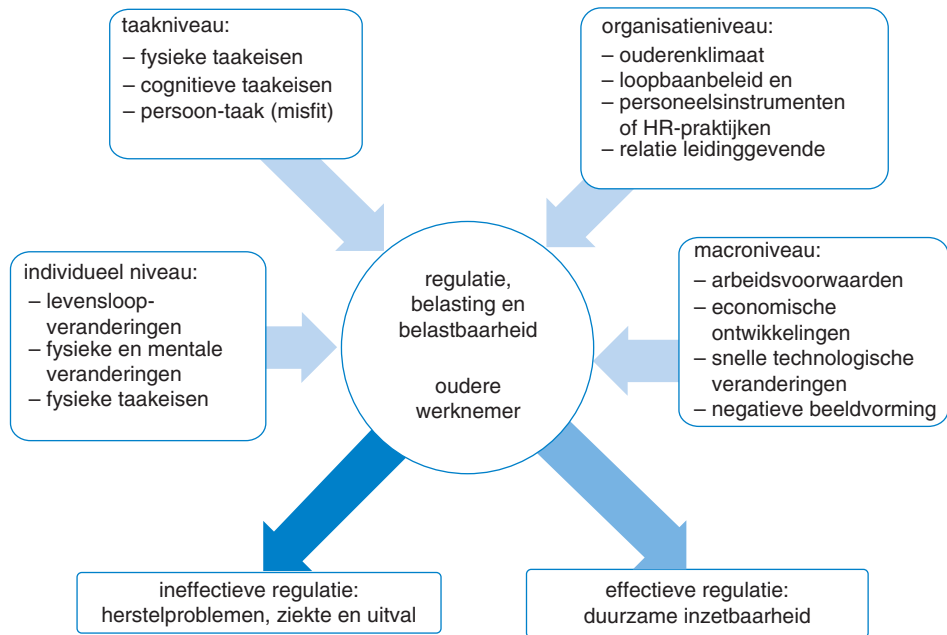 taakniveau:
– fysieke taakeisen
– cognitieve taakeisen
– persoon-taak (misfit)
organisatieniveau:
– ouderenklimaat
– loopbaanbeleid en
– personeelsinstrumenten
of HR-praktijken
– relatie leidinggevende
individueel niveau:
– levensloop-
veranderingen
– fysieke en mentale
veranderingen
– fysieke taakeisen
regulatie,
belasting en
belastbaarheid
oudere
werknemer
macroniveau:
– arbeidsvoorwaarden
– economische
ontwikkelingen
– snelle technologische
veranderingen
– negatieve beeldvorming
ineffectieve regulatie:
herstelproblemen, ziekte en uitval
effectieve regulatie:
duurzame inzetbaarheid